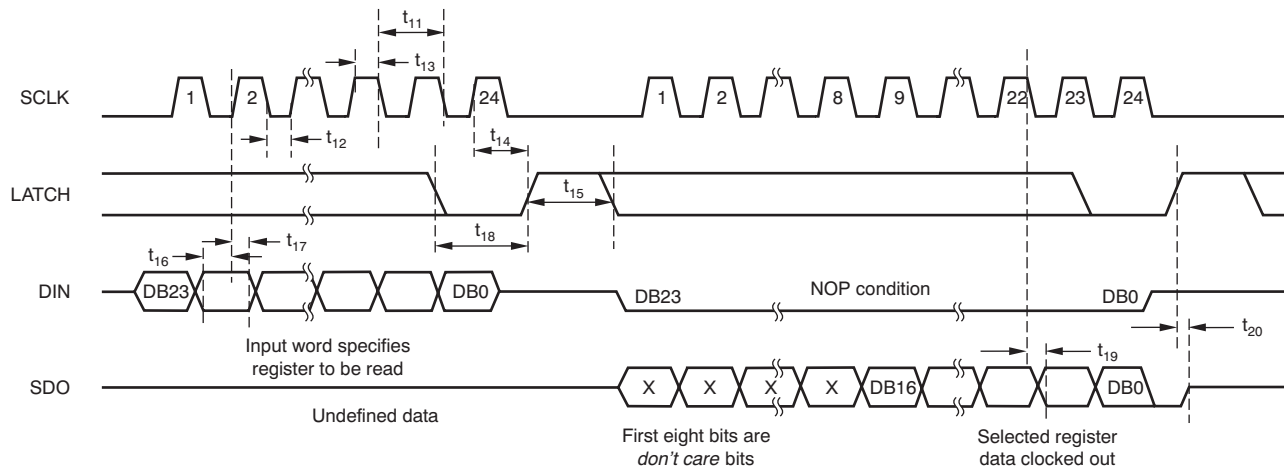 t11
t13
SCLK
1
2
24
1
2
8
9
22
23
24
t12
t14
LATCH
t15
t18
t16
t17
DIN
DB23
DB0
DB23
NOP condition
DB0
t20
Input word specifies
register to be read
t19
SDO
X
X
X
X
DB16
DB0
Undefined data
First eight bits are
don't care bits
Selected register
data clocked out